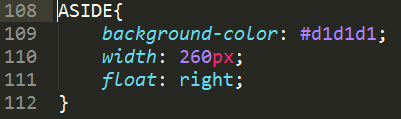 108 ASIDE{
109     background-color: #d1d1d1;
110     width: 260px;
111     float: right;
112 }